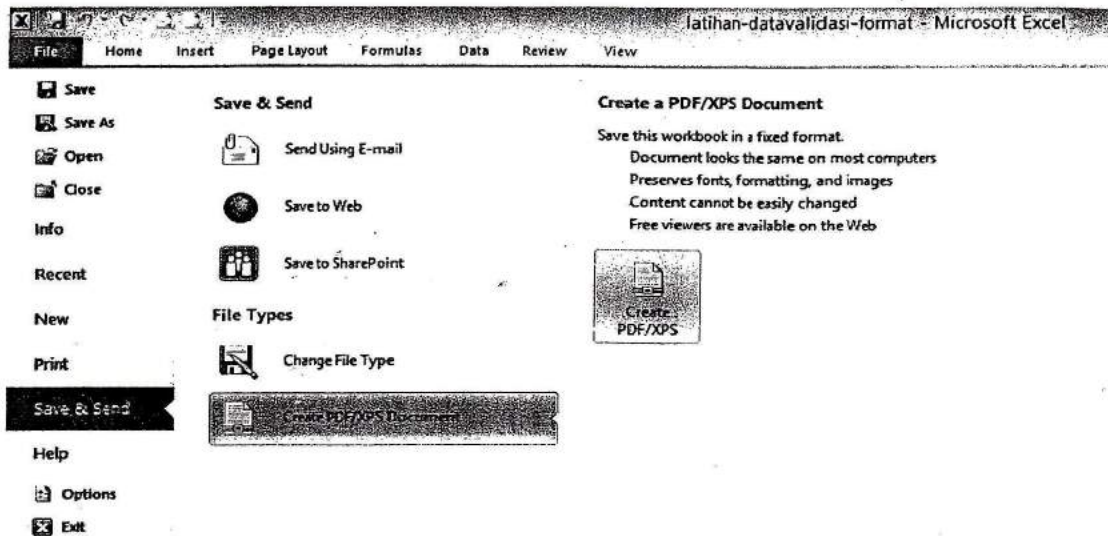 latihan-datavalidasi-format - Microsoft Excel
File Home Insert Page Layout Formulas Data Review View
Save
Save As
Open
Close
Info
Recent
New
Print
Save & Send
Help
Options
Exit
Save & Send
Send Using E-mail
Save to Web
Save to SharePoint
File Types
Change File Type
Create PDF/XPS Document
Create a PDF/XPS Document
Save this workbook in a fixed format.
Document looks the same on most computers
Preserves fonts, formatting, and images
Content cannot be easily changed
Free viewers are available on the Web
Create
PDF/XPS